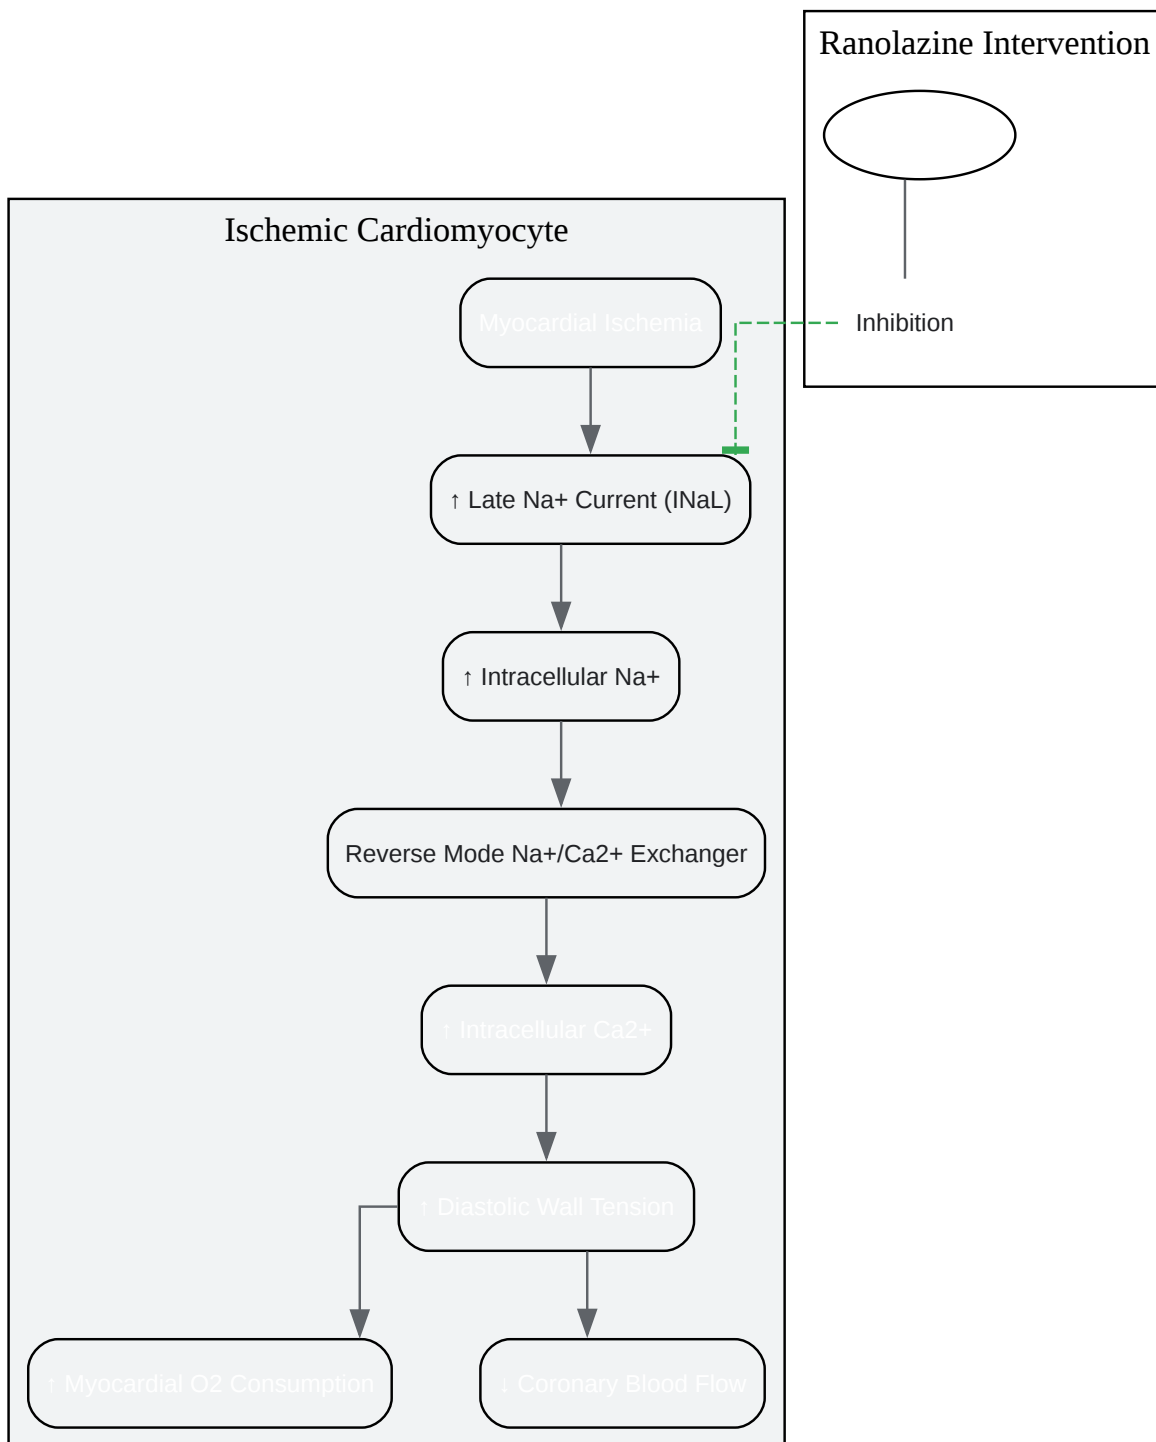 Ranolazine Intervention
Ischemic Cardiomyocyte
Myocardial Ischemia
Inhibition
↑ Late Na+ Current (INaL)
↑ Intracellular Na+
Reverse Mode Na+/Ca2+ Exchanger
↑ Intracellular Ca2+
↑ Diastolic Wall Tension
↑ Myocardial O2 Consumption
↓ Coronary Blood Flow